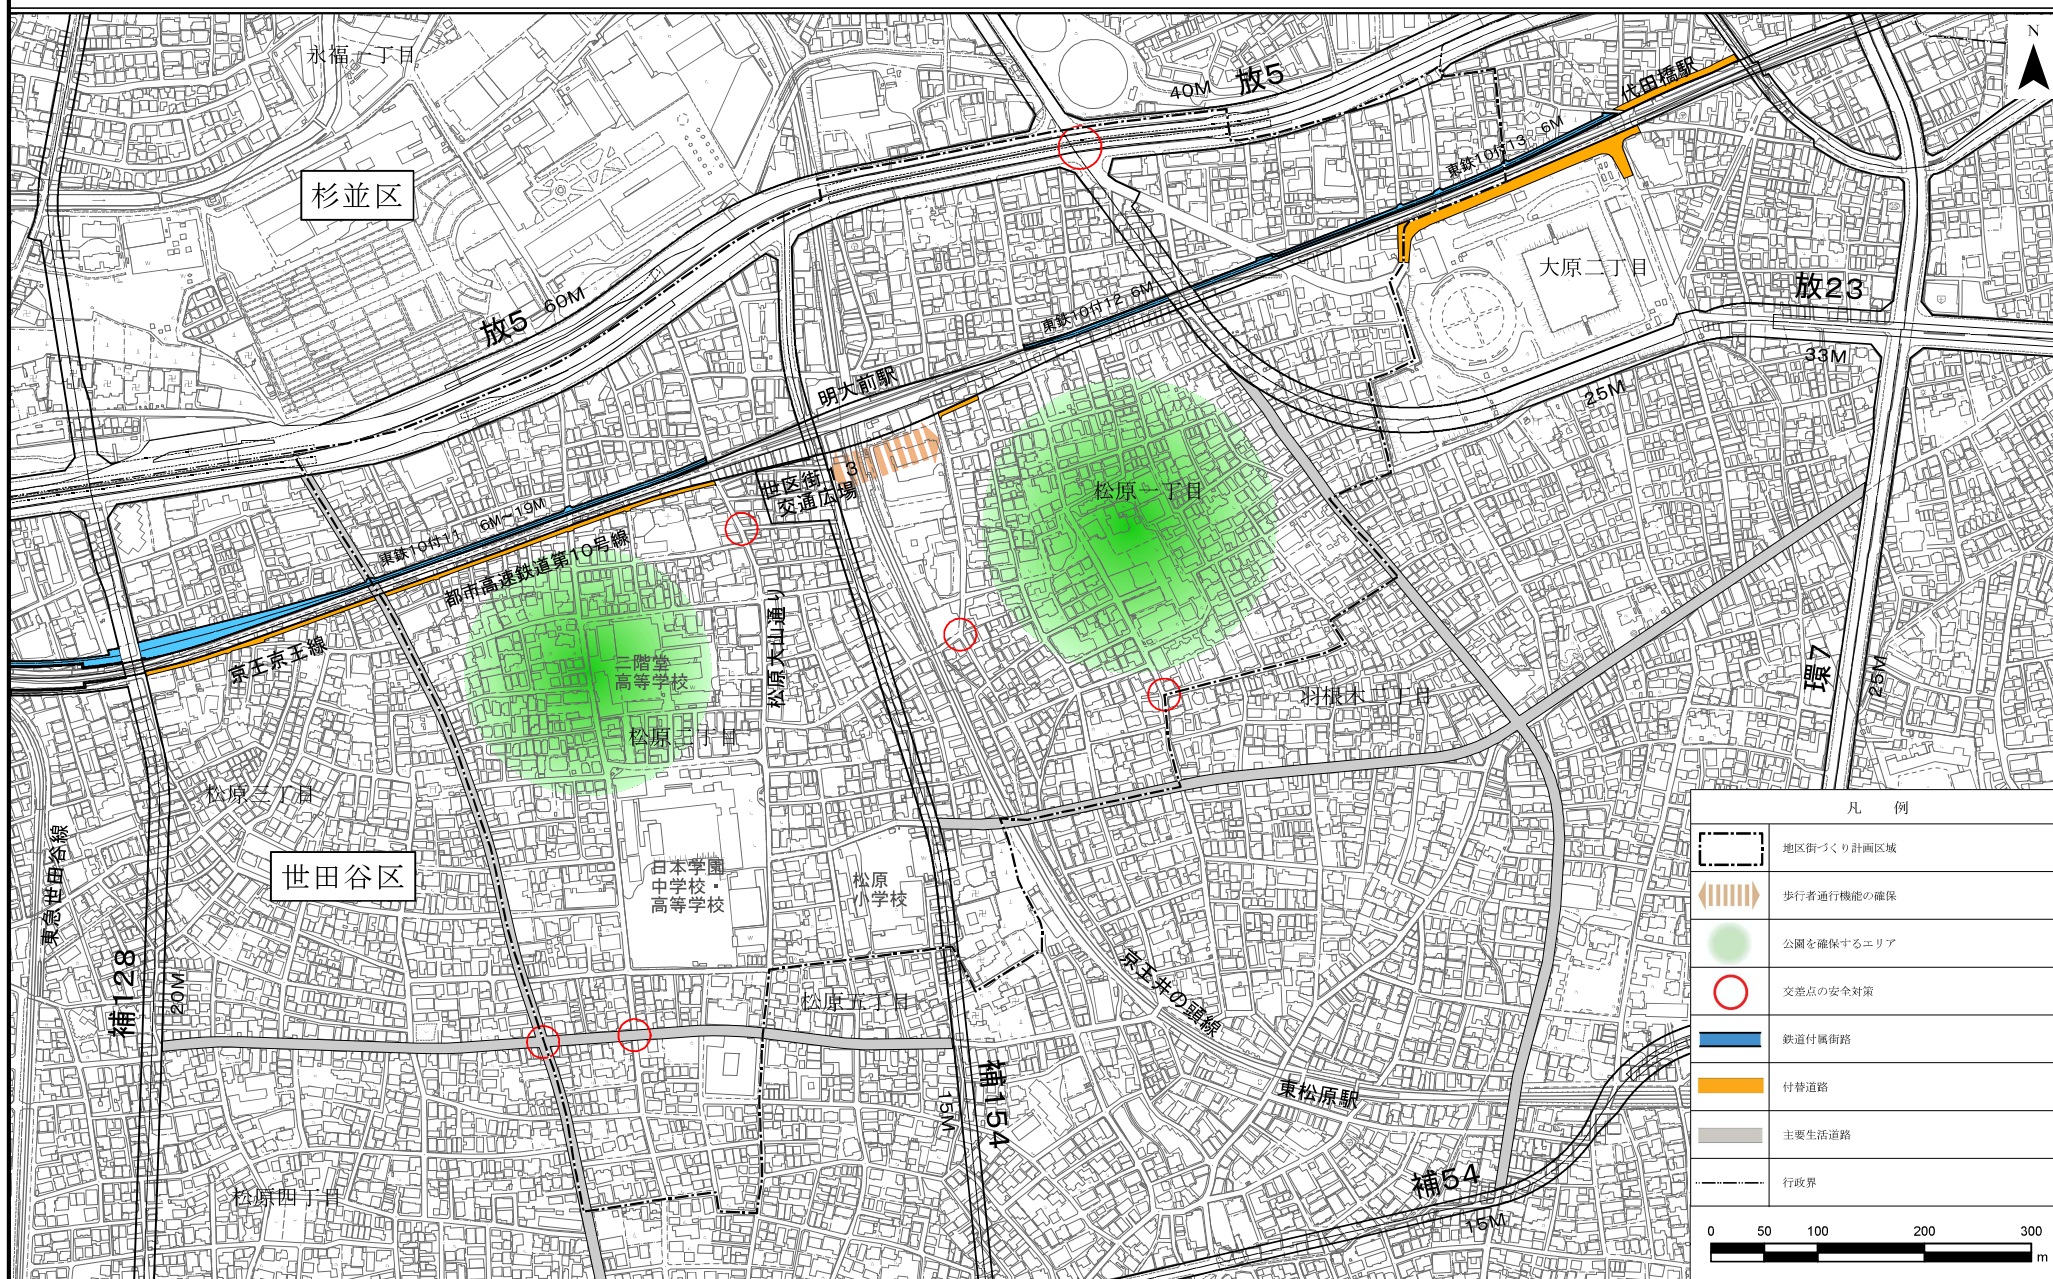 永福一丁目
N
代田橋駅
放5
40M
東鉄10付13 6M
杉並区
大原二丁目
放23
放5 60M
東鉄10付12 6M
33M
明大前駅
25M
世区街 3
交通広場
松原一丁目
東鉄10付11 6M~19M
都市高速鉄道第10号線
京王京王線
松原大山通り
二階堂
高等学校
環7
25M
羽根木二丁目
松原二丁目
松原三丁目
世田谷区
東急世田谷線
日本学園
中学校・
高等学校
松原
小学校
補128
20M
松原五丁目
京王井の頭線
補154
15M
東松原駅
松原四丁目
補54
15M
凡 例
地区街づくり計画区域
歩行者通行機能の確保
公園を確保するエリア
交差点の安全対策
鉄道付属街路
付替道路
主要生活道路
行政界
0 50 100 200 300
m